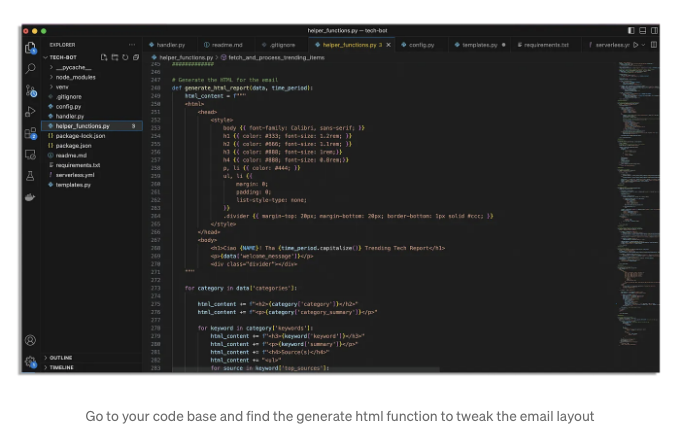 helper_functions.py — tech-bot
EXPLORER
handler.py
readme.md
.gitignore
helper_functions.py 3
config.py
templates.py
requirements.txt
serverless.yr
TECH-BOT
__pycache__
node_modules
venv
.gitignore
config.py
handler.py
helper_functions.py 3
package-lock.json
package.json
readme.md
requirements.txt
serverless.yml
templates.py
OUTLINE
TIMELINE
helper_functions.py > fetch_and_process_trending_items
245 #############
246
247 # Generate the HTML for the email
248 def generate_html_report(data, time_period):
249 html_content = f"""
250 <html>
251 <head>
252 <style>
253 body {{ font-family: Calibri, sans-serif; }}
254 h1 {{ color: #333; font-size: 1.2rem; }}
255 h2 {{ color: #666; font-size: 1.1rem; }}
256 h3 {{ color: #888; font-size: 1rem;}}
257 h4 {{ color: #888; font-size: 0.8rem;}}
258 p, li {{ color: #444; }}
259 ul, li {{
260 margin: 0;
261 padding: 0;
262 list-style-type: none;
263 }}
264 .divider {{ margin-top: 20px; margin-bottom: 20px; border-bottom: 1px solid #ccc; }}
265 </style>
266 </head>
267 <body>
268 <h1>Ciao {NAME}! The {time_period.capitalize()} Trending Tech Report</h1>
269 <p>{data['welcome_message']}</p>
270 <div class="divider"></div>
271 """
272
273 for category in data['categories']:
274
275 html_content += f"<h2>{category['category']}</h2>"
276 html_content += f"<p>{category['category_summary']}</p>"
277
278 for keyword in category['keywords']:
279 html_content += f"<h3>{keyword['keyword']}</h3>"
280 html_content += f"<p>{keyword['summary']}</p>"
281 html_content += f"<h4>Source(s)</h4>"
282 html_content += "<ul>"
283 for source in keyword['top_sources']:
Go to your code base and find the generate html function to tweak the email layout